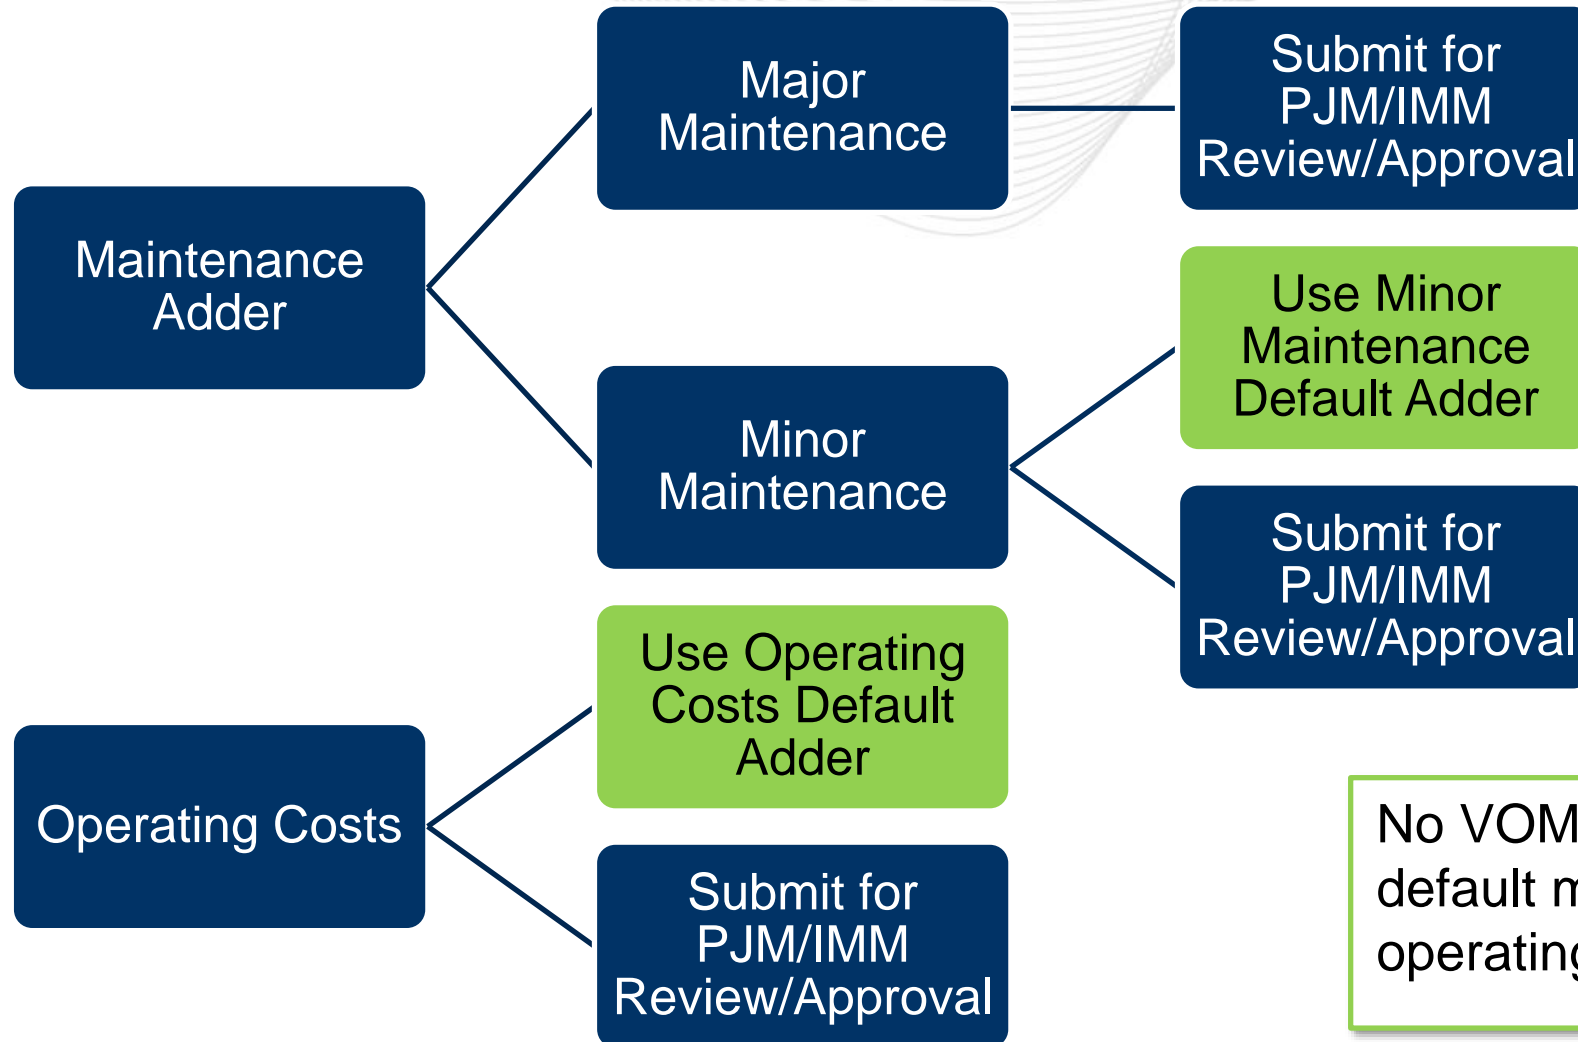 Maintenance
Adder
Major
Maintenance
Submit for
PJM/IMM
Review/Approval
Minor
Maintenance
Use Minor
Maintenance
Default Adder
Submit for
PJM/IMM
Review/Approval
Operating Costs
Use Operating
Costs Default
Adder
Submit for
PJM/IMM
Review/Approval
No VOM
default
operating